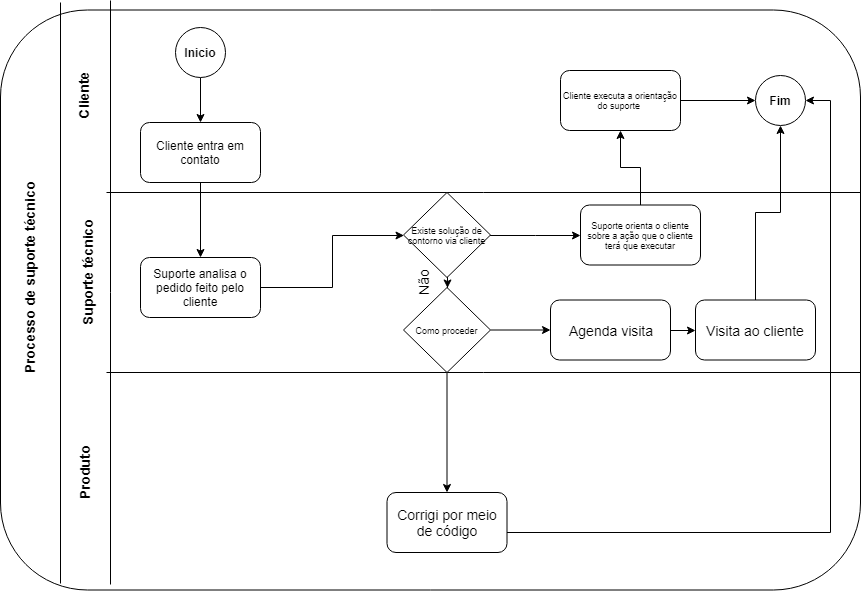 Processo de suporte técnico
Cliente
Inicio
Cliente entra em
contato
Cliente executa a orientação
do suporte
Fim
Suporte técnico
Suporte analisa o
pedido feito pelo
cliente
Existe solução de
contorno via cliente
Suporte orienta o cliente
sobre a ação que o cliente
terá que executar
Não
Como proceder
Agenda visita
Visita ao cliente
Produto
Corrigi por meio
de código